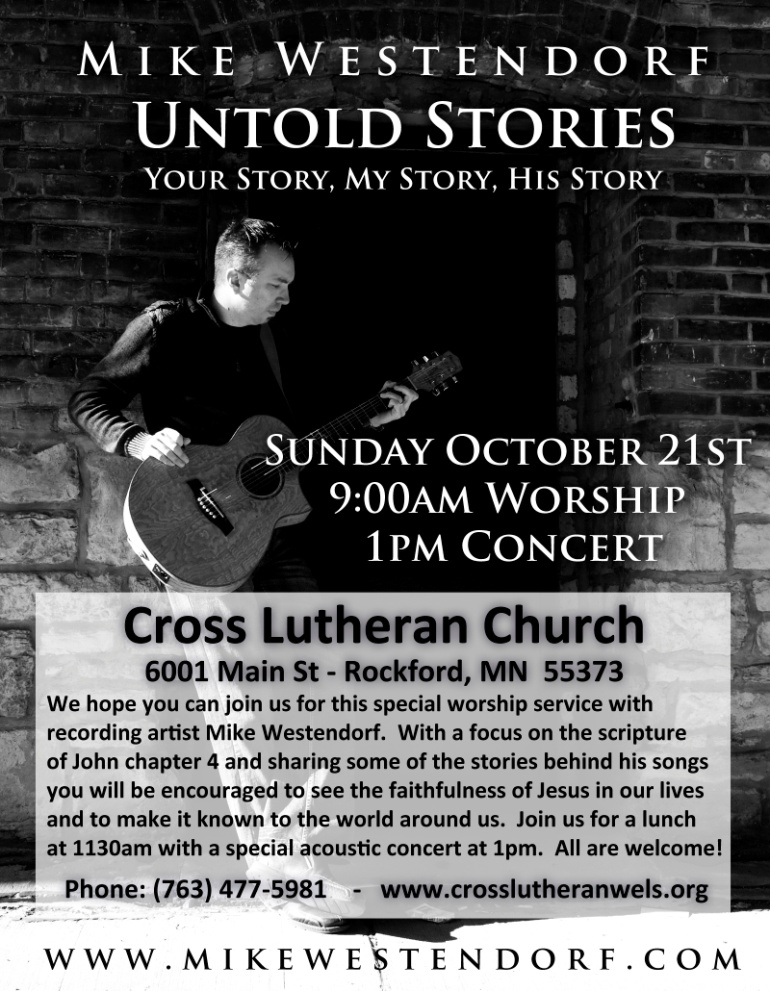 Mike Westendorf
Untold Stories
Your Story, My Story, His Story
Sunday October 21st
9:00am Worship
1pm Concert
Cross Lutheran Church
6001 Main St - Rockford, MN 55373
We hope you can join us for this special worship service with
recording artist Mike Westendorf. With a focus on the scripture
of John chapter 4 and sharing some of the stories behind his songs
you will be encouraged to see the faithfulness of Jesus in our lives
and to make it known to the world around us. Join us for a lunch
at 1130am with a special acoustic concert at 1pm. All are welcome!
Phone: (763) 477-5981 - www.crosslutheranwels.org
www.mikewestendorf.com